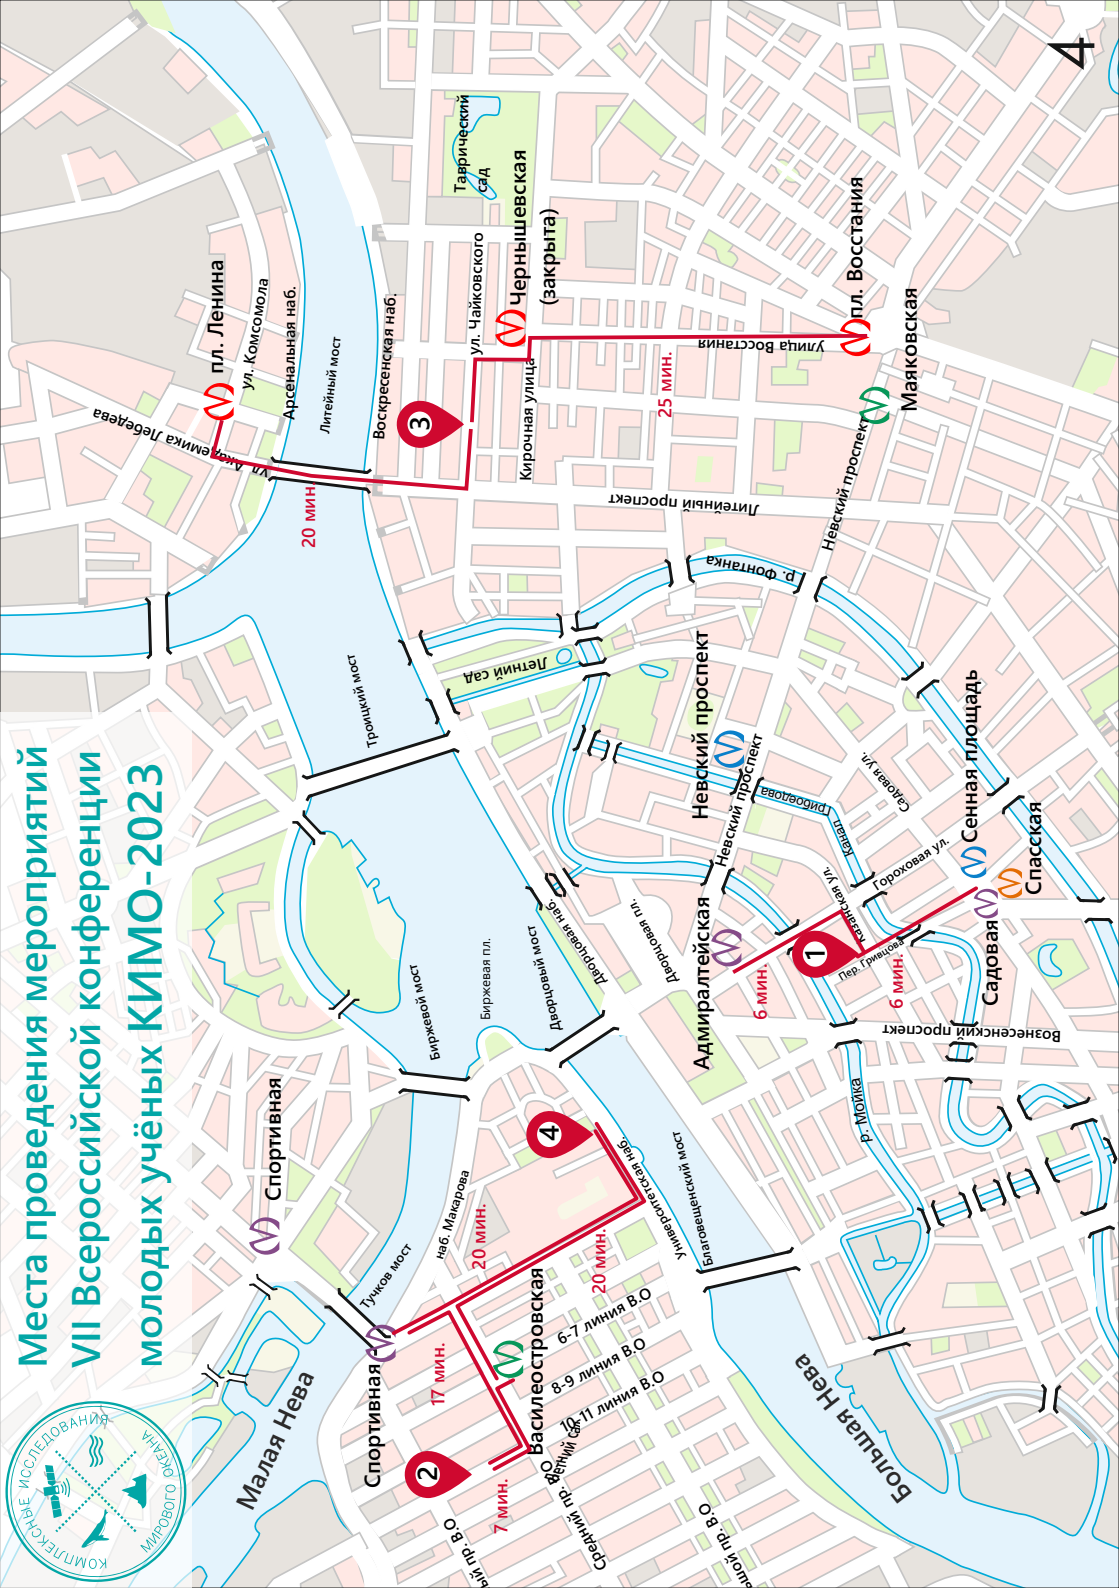 Места проведения мероприятий
VII Всероссийской конференции
молодых учёных КИМО-2023
КОМПЛЕКСНЫЕ ИССЛЕДОВАНИЯ
МИРОВОГО ОКЕАНА
4
пл. Ленина
ул. Комсомола
Арсенальная наб.
Литейный мост
Воскресенская наб.
ул. Академика Лебедева
20 мин.
3
Таврический
сад
ул. Чайковского
Чернышевская
(закрыта)
Кирочная улица
25 мин.
улица Восстания
пл. Восстания
Маяковская
Невский проспект
Литейный проспект
р. Фонтанка
Летний сад
Троицкий мост
Невский проспект
Невский проспект
Канал
Грибоедова
Садовая ул.
Сенная площадь
Спасская
Садовая
Гороховая ул.
Казанская ул.
Пер. Гривцова
1
6 мин.
6 мин.
Адмиралтейская
Дворцовая пл.
Дворцовая наб.
Дворцовый мост
Биржевая пл.
Биржевой мост
Вознесенский проспект
р. Мойка
Спортивная
4
Университетская наб.
Благовещенский мост
наб. Макарова
Тучков мост
20 мин.
20 мин.
17 мин.
Спортивная
Василеостровская
6-7 линия В.О
8-9 линия В.О
10-11 линия В.О
2
7 мин.
Средний пр. В.О
Малая Нева
Большая Нева